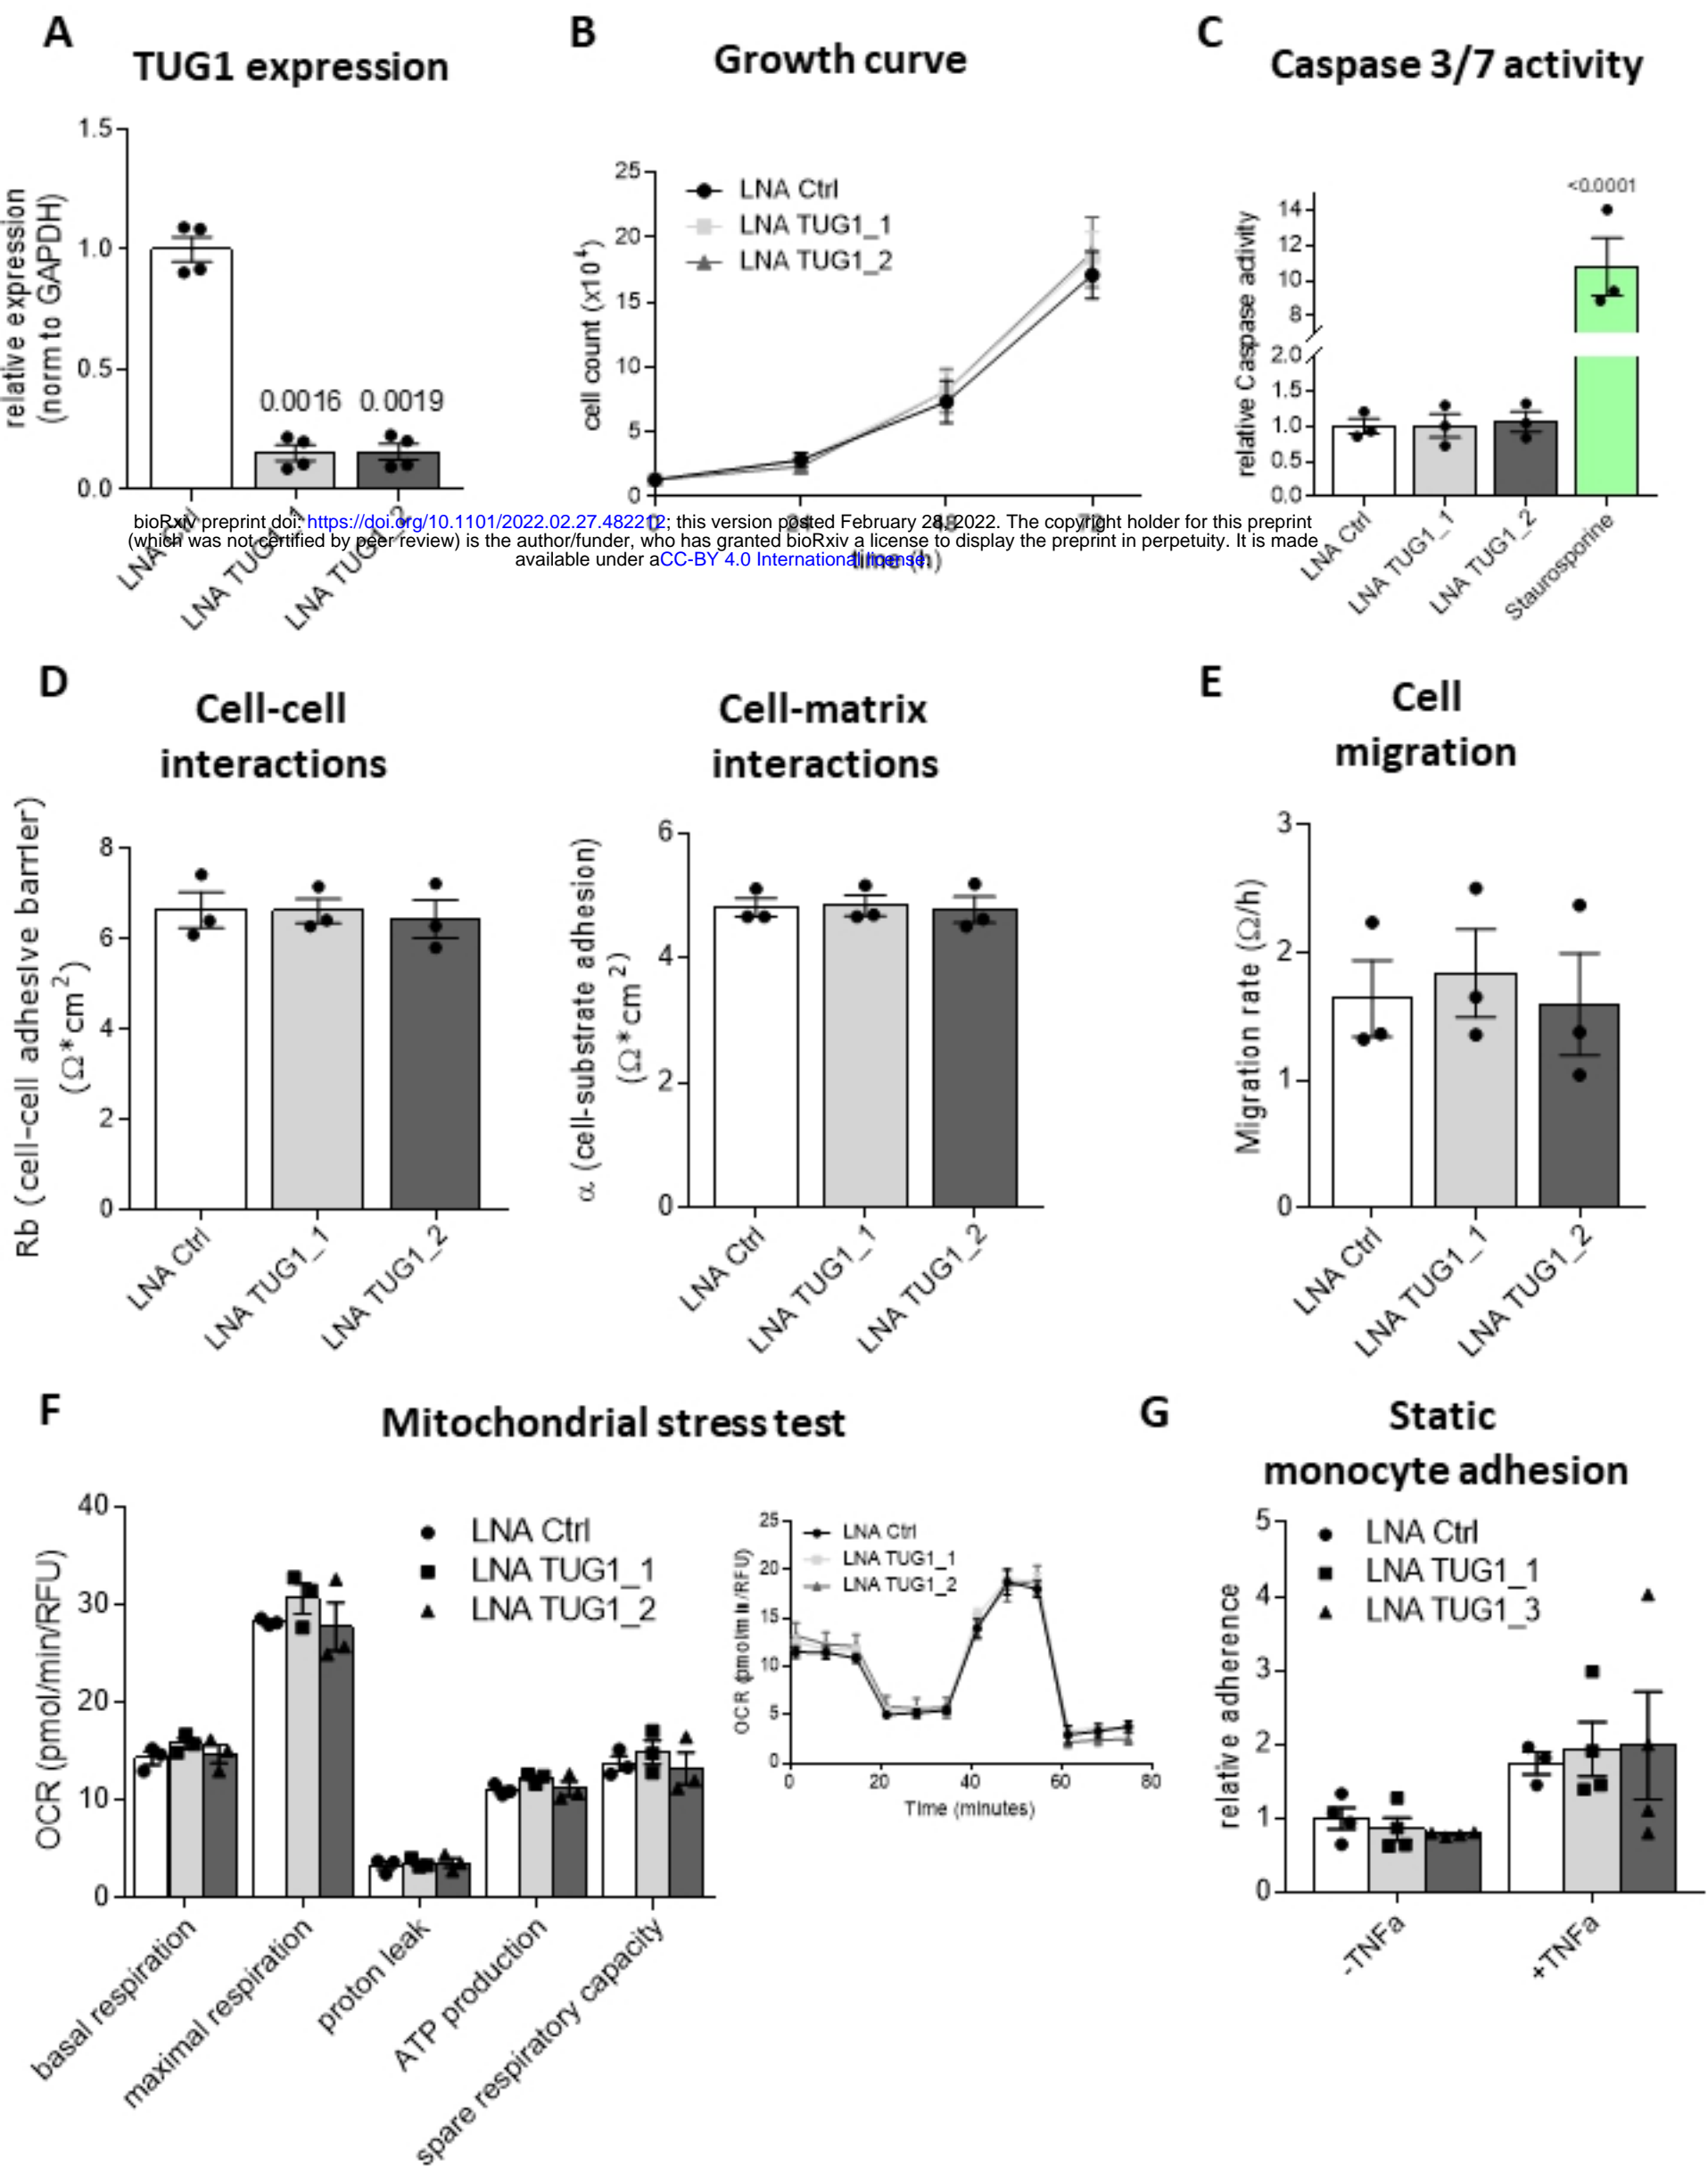 A
TUG1 expression
relative expression
(norm to GAPDH)
1.5
1.0
0.5
0.0
0.0016 0.0019
LNA Ctrl
LNA TUG1_1
LNA TUG1_2
B
Growth curve
cell count (x10⁴)
25
20
15
10
5
0
LNA Ctrl
LNA TUG1_1
LNA TUG1_2
time (h)
C
Caspase 3/7 activity
relative Caspase activity
<0.0001
14
12
10
8
2.0
1.5
1.0
0.5
0.0
LNA Ctrl
LNA TUG1_1
LNA TUG1_2
Staurosporine
bioRxiv preprint doi: https://doi.org/10.1101/2022.02.27.482212; this version posted February 28, 2022. The copyright holder for this preprint
(which was not certified by peer review) is the author/funder, who has granted bioRxiv a license to display the preprint in perpetuity. It is made
available under aCC-BY 4.0 International license.
D
Cell-cell
interactions
Rb (cell-cell adhesive barrier)
(Ω*cm²)
8
6
4
2
0
LNA Ctrl
LNA TUG1_1
LNA TUG1_2
Cell-matrix
interactions
α (cell-substrate adhesion)
(Ω*cm²)
6
4
2
0
LNA Ctrl
LNA TUG1_1
LNA TUG1_2
E
Cell
migration
Migration rate (Ω/h)
3
2
1
0
LNA Ctrl
LNA TUG1_1
LNA TUG1_2
F
Mitochondrial stress test
OCR (pmol/min/RFU)
40
30
20
10
0
LNA Ctrl
LNA TUG1_1
LNA TUG1_2
basal respiration
maximal respiration
proton leak
ATP production
spare respiratory capacity
OCR (pmol/min/RFU)
25
20
15
10
5
0
LNA Ctrl
LNA TUG1_1
LNA TUG1_2
0 20 40 60 80
Time (minutes)
G
Static
monocyte adhesion
relative adherence
5
4
3
2
1
0
LNA Ctrl
LNA TUG1_1
LNA TUG1_3
-TNFa
+TNFa